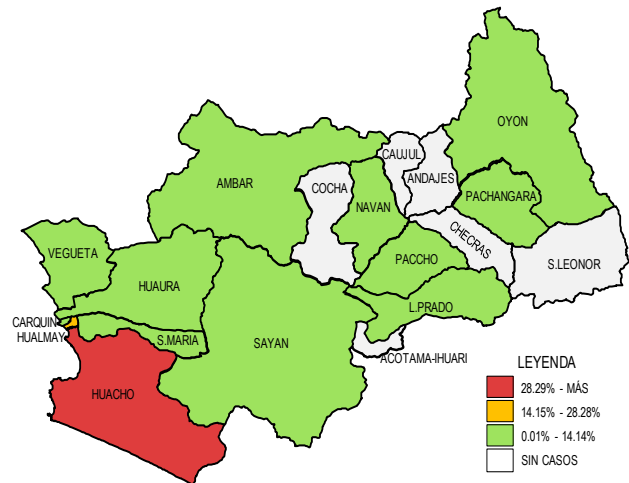 OYON
CAUJUL
ANDAJES
AMBAR
COCHA
NAVAN
PACHANGARA
CHECRAS
VEGUETA
PACCHO
S.LEONOR
HUAURA
L.PRADO
CARQUIN
HUALMAY
S.MARIA
SAYAN
ACOTAMA-IHUARI
HUACHO
LEYENDA
28.29% - MÁS
14.15% - 28.28%
0.01% - 14.14%
SIN CASOS